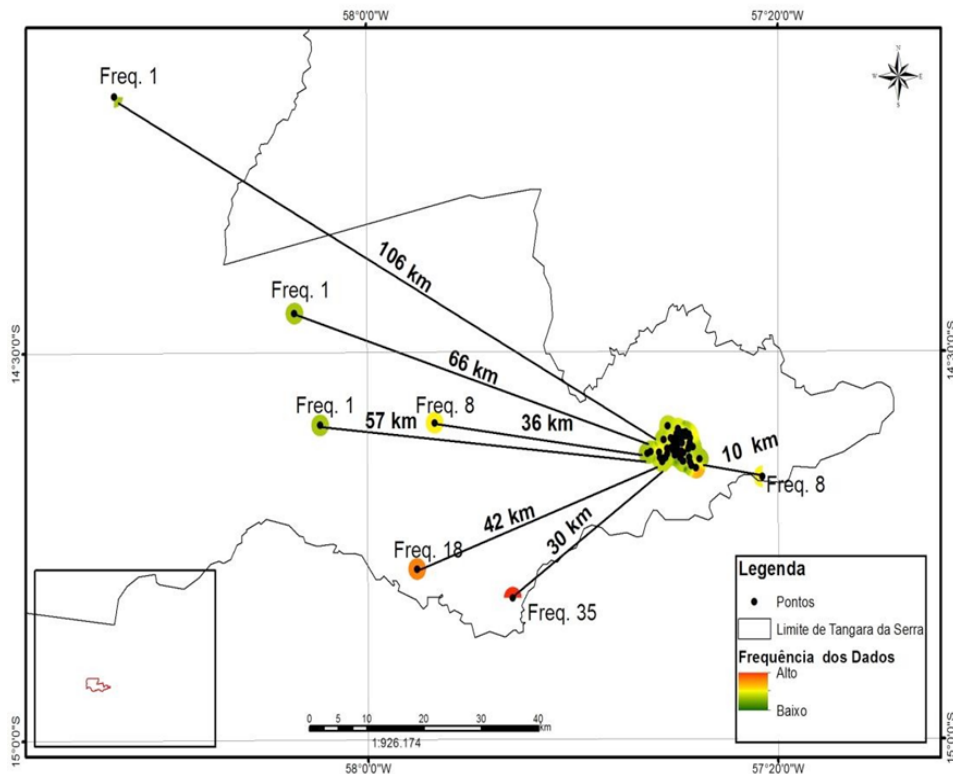 58°0'0"W
57°20'0"W
Freq. 1
N
W
E
S
106 km
Freq. 1
14°30'0"S
14°30'0"S
66 km
Freq. 1
57 km
Freq. 8
36 km
10 km
Freq. 8
42 km
30 km
Freq. 18
Freq. 35
Legenda
Pontos
Limite de Tangara da Serra
Frequência dos Dados
Alto
Baixo
0 5 10 20 30 40
km
1:926.174
15°0'0"S
15°0'0"S
58°0'0"W
57°20'0"W